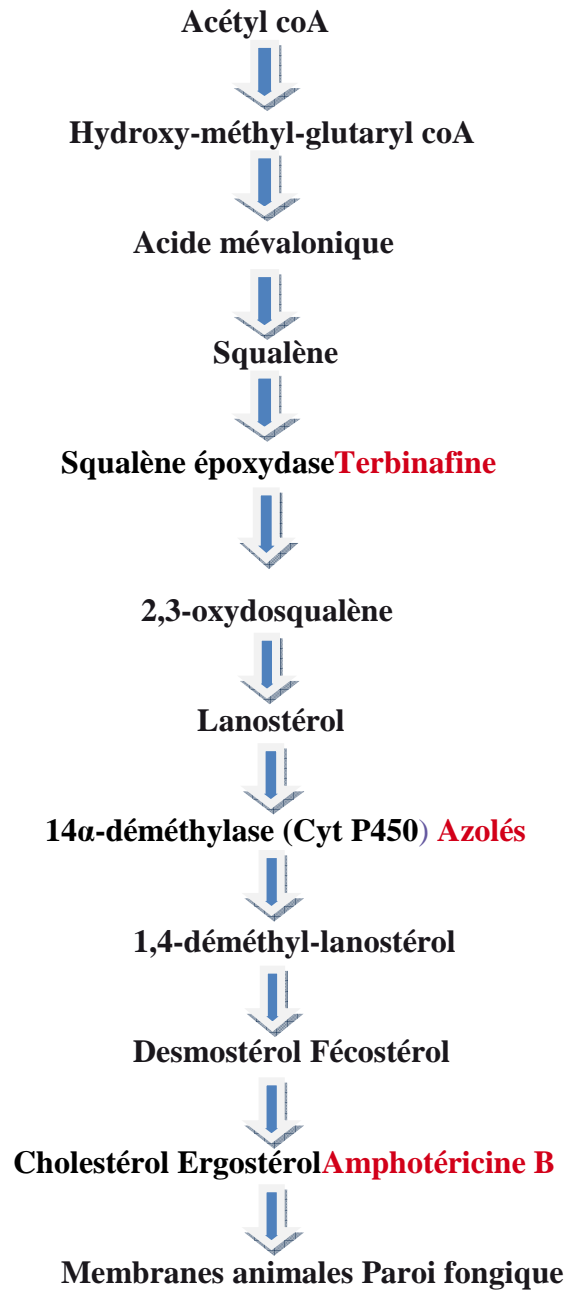 Acétyl coA
Hydroxy-méthyl-glutaryl coA
Acide mévalonique
Squalène
Squalène époxydaseTerbinafine
2,3-oxydosqualène
Lanostérol
14α-déméthylase (Cyt P450) Azolés
1,4-déméthyl-lanostérol
Desmostérol Fécostérol
Cholestérol ErgostérolAmphotéricine B
Membranes animales Paroi fongique